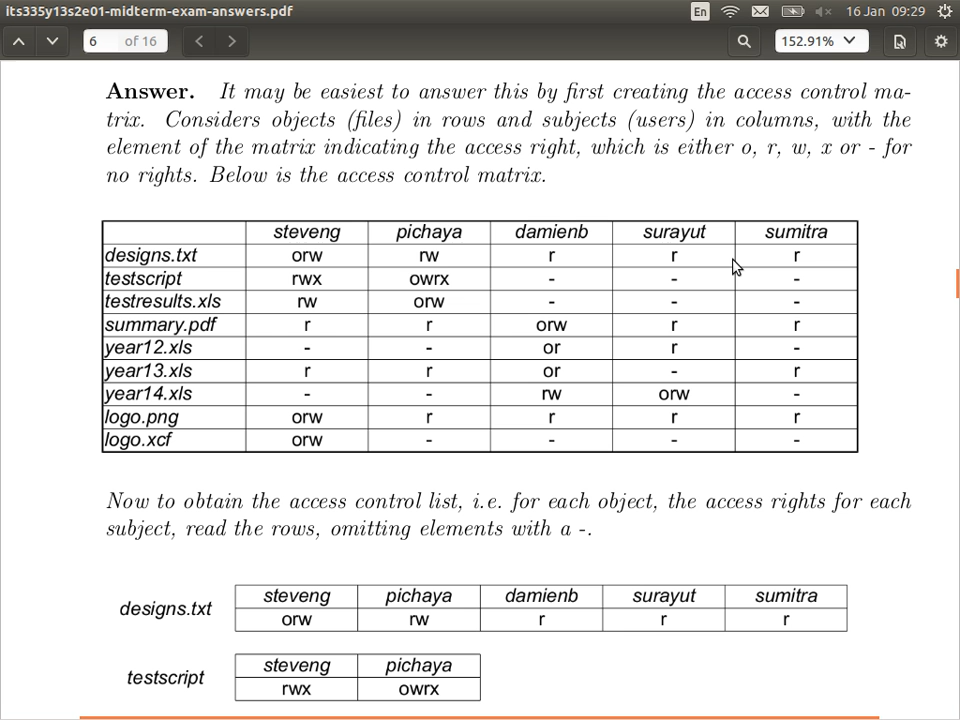 its335y13s2e01-midterm-exam-answers.pdf En 16 Jan 09:29
6 of 16 152.91%
Answer. It may be easiest to answer this by first creating the access control ma-
trix. Considers objects (files) in rows and subjects (users) in columns, with the
element of the matrix indicating the access right, which is either o, r, w, x or - for
no rights. Below is the access control matrix.
steveng pichaya damienb surayut sumitra
designs.txt orw rw r r r
testscript rwx owrx - - -
testresults.xls rw orw - - -
summary.pdf r r orw r r
year12.xls - - or r -
year13.xls r r or - r
year14.xls - - rw orw -
logo.png orw r r r r
logo.xcf orw - - - -
Now to obtain the access control list, i.e. for each object, the access rights for each
subject, read the rows, omitting elements with a -.
steveng pichaya damienb surayut sumitra
designs.txt
orw rw r r r
steveng pichaya
testscript
rwx owrx